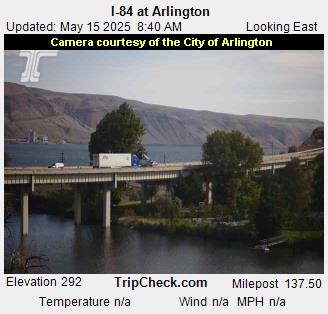 I-84 at Arlington
Updated: May 15 2025 8:40 AM Looking East
Camera courtesy of the City of Arlington
Elevation 292 TripCheck.com Milepost 137.50
Temperature n/a Wind n/a MPH n/a